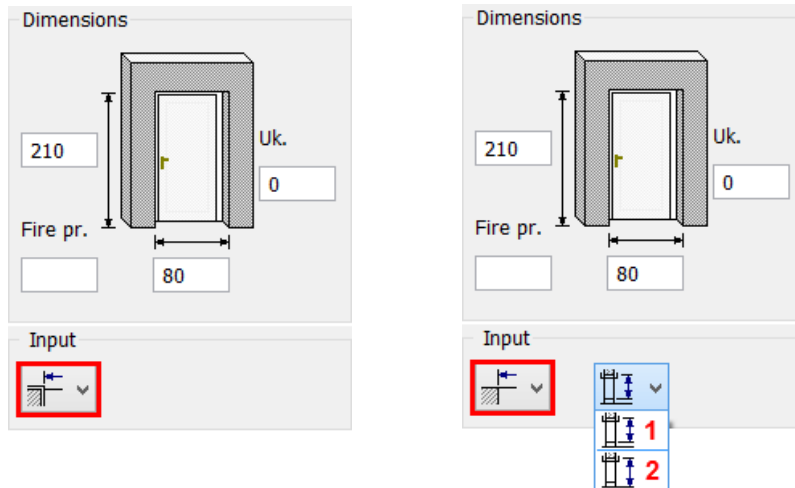 Dimensions
210
Uk.
0
Fire pr.
80
Input
Dimensions
210
Uk.
0
Fire pr.
80
Input
1
2